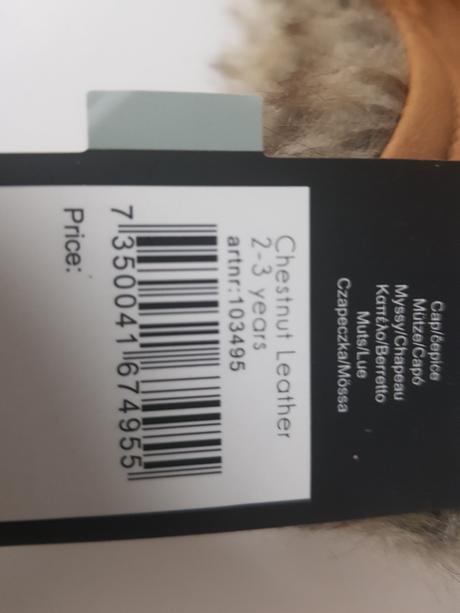 Cap/čepice
Mütze/Capó
Myssy/Chapeau
Καπέλο/Berretto
Muts/Lue
Czapeczka/Mössa
Chestnut Leather
2-3 years
artnr:103495
7 350041 674955
Price: